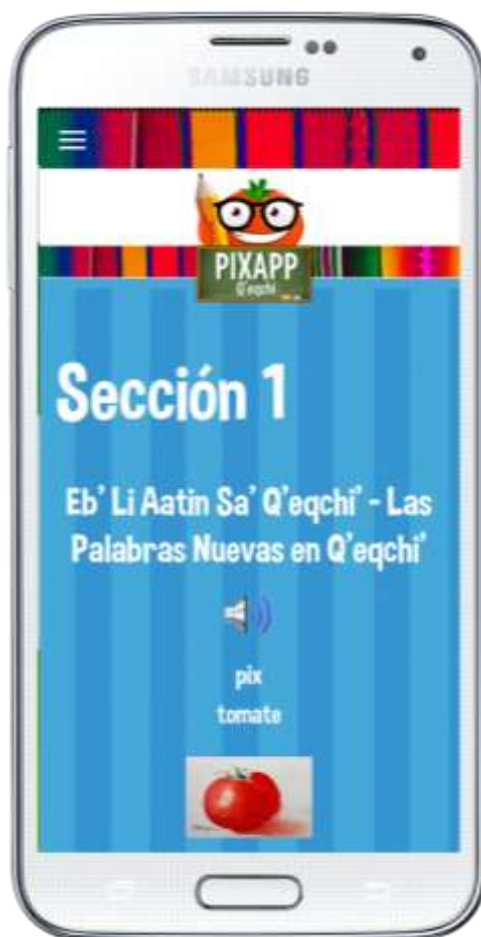 SAMSUNG
PIXAPP
Q'eqchi
Sección 1
Eb' Li Aatin Sa' Q'eqchi' - Las
Palabras Nuevas en Q'eqchi'
pix
tomate